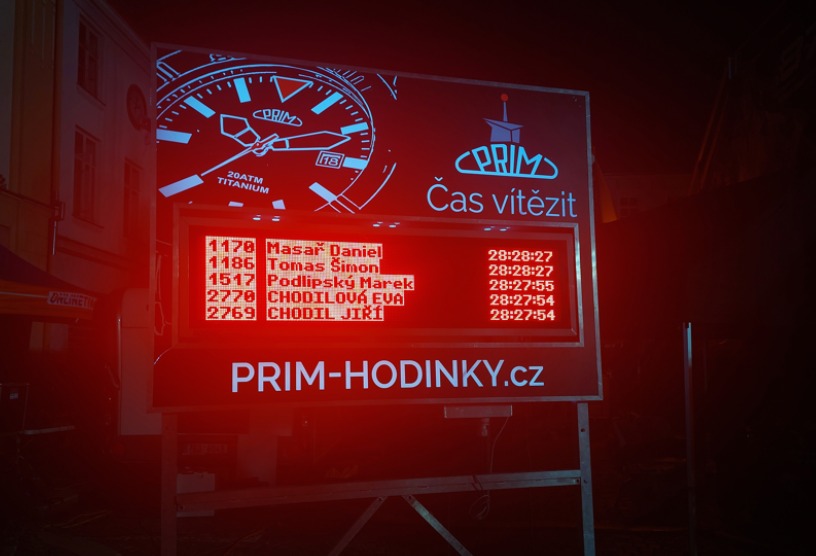 PRIM
18
20ATM
TITANIUM
PRIM
Čas vítězit
1170 Masař Daniel 28:28:27
1186 Tomas Šimon 28:28:27
1517 Podlipský Marek 28:27:55
2770 CHODILOVÁ EVA 28:27:54
2769 CHODIL JIŘÍ 28:27:54
PRIM-HODINKY.cz